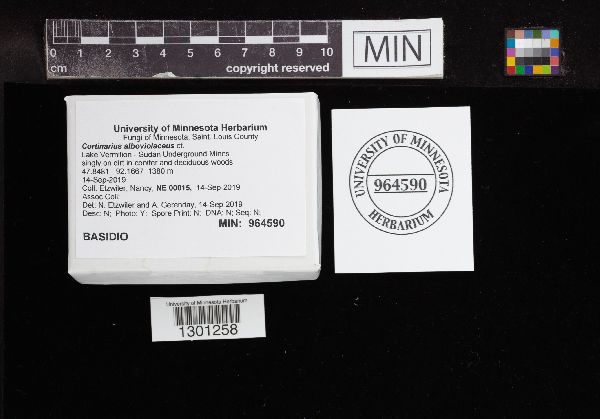 0 1 2 3 4 5 6 7 8 9 10
cm copyright reserved
MIN
University of Minnesota Herbarium
Fungi of Minnesota, Saint. Louis County
Cortinarius alboviolaceus cf.
Lake Vermilion - Sudan Underground Mines
singly on dirt in conifer and deciduous woods
47.8481 -92.1667 1380 m
14-Sep-2019
Coll. Etzwiler, Nancy, NE 00015, 14-Sep-2019
Assoc Coll:
Det: N. Etzwiler and A. Gerenday, 14-Sep 2019
Desc: N; Photo: Y; Spore Print: N; DNA: N; Seq: N;
MIN: 964590
BASIDIO
UNIVERSITY OF MINNESOTA
964590
HERBARIUM
University of Minnesota Herbarium
1301258